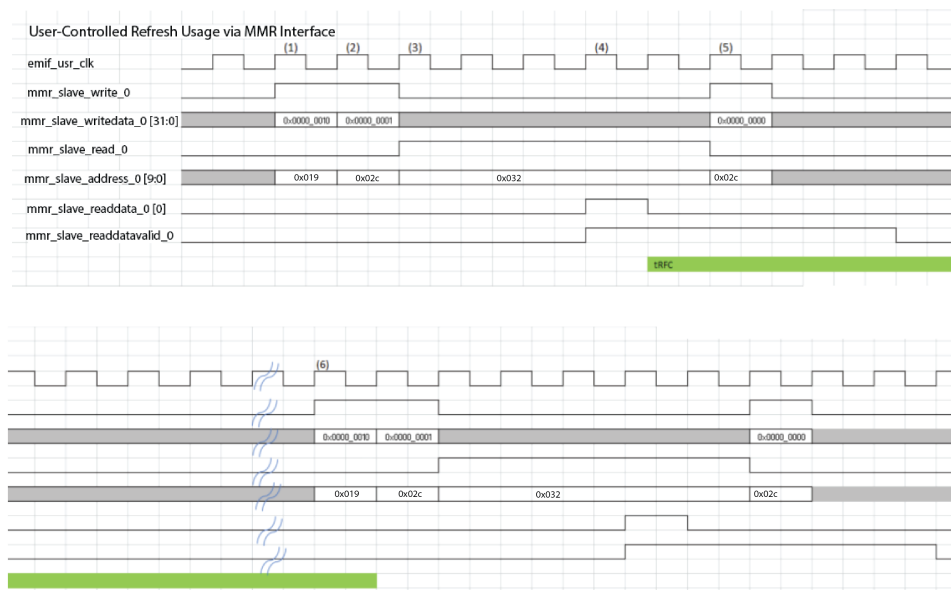 User-Controlled Refresh Usage via MMR Interface
(1) (2) (3) (4) (5)
emif_usr_clk
mmr_slave_write_0
mmr_slave_writedata_0 [31:0] 0x0000_0010 0x0000_0001 0x0000_0000
mmr_slave_read_0
mmr_slave_address_0 [9:0] 0x019 0x02c 0x032 0x02c
mmr_slave_readdata_0 [0]
mmr_slave_readdatavalid_0
tRFC
(6)
0x0000_0010 0x0000_0001 0x0000_0000
0x019 0x02c 0x032 0x02c